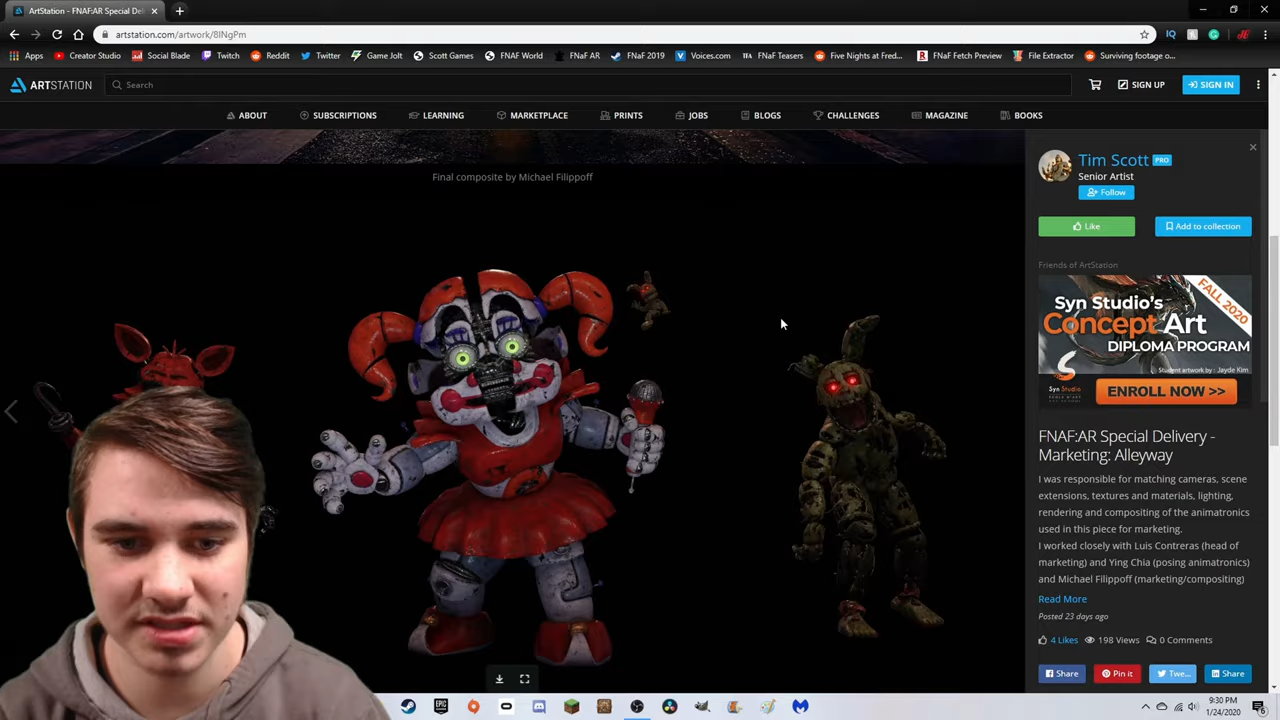 ArtStation - FNAF:AR Special Deli
artstation.com/artwork/8lNgPm
Apps
Creator Studio
Social Blade
Twitch
Reddit
Twitter
Game Jolt
Scott Games
FNAF World
FNaF AR
FNaF 2019
Voices.com
FNaF Teasers
Five Nights at Fred...
FNaF Fetch Preview
File Extractor
Surviving footage o...
ARTSTATION
Search
SIGN UP
SIGN IN
ABOUT
SUBSCRIPTIONS
LEARNING
MARKETPLACE
PRINTS
JOBS
BLOGS
CHALLENGES
MAGAZINE
BOOKS
Final composite by Michael Filippoff
Tim Scott PRO
Senior Artist
Follow
Like
Add to collection
Friends of ArtStation
Syn Studio's
Concept Art
DIPLOMA PROGRAM
FALL 2020
Student artwork by : Jayde Kim
ENROLL NOW >>
FNAF:AR Special Delivery -
Marketing: Alleyway
I was responsible for matching cameras, scene
extensions, textures and materials, lighting,
rendering and compositing of the animatronics
used in this piece for marketing.
I worked closely with Luis Contreras (head of
marketing) and Ying Chia (posing animatronics)
and Michael Filippoff (marketing/compositing)
Read More
Posted 23 days ago
4 Likes
198 Views
0 Comments
Share
Pin it
Twe...
Share
9:30 PM
1/24/2020